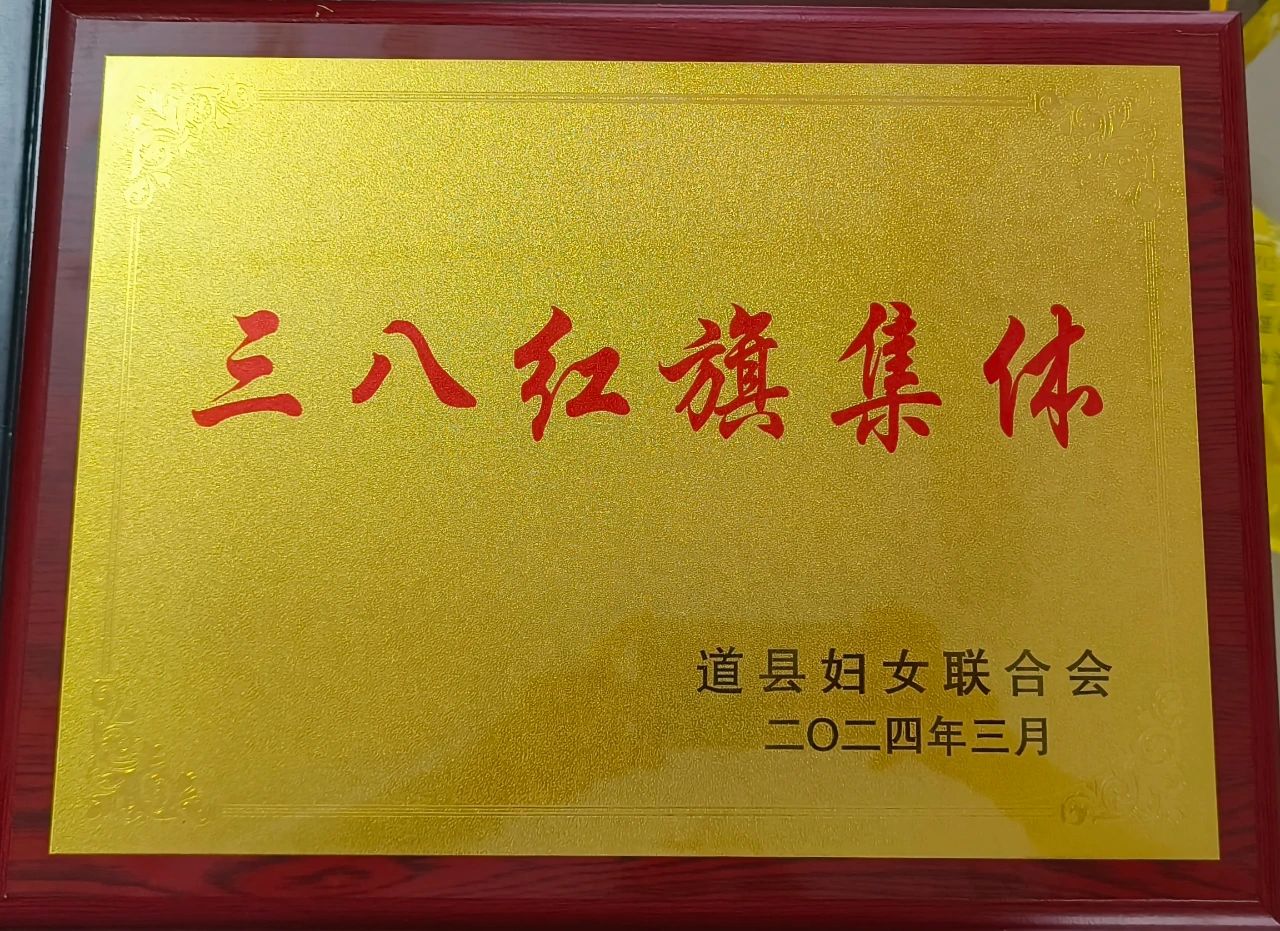 三八红旗集体
道县妇女联合会
二〇二四年三月